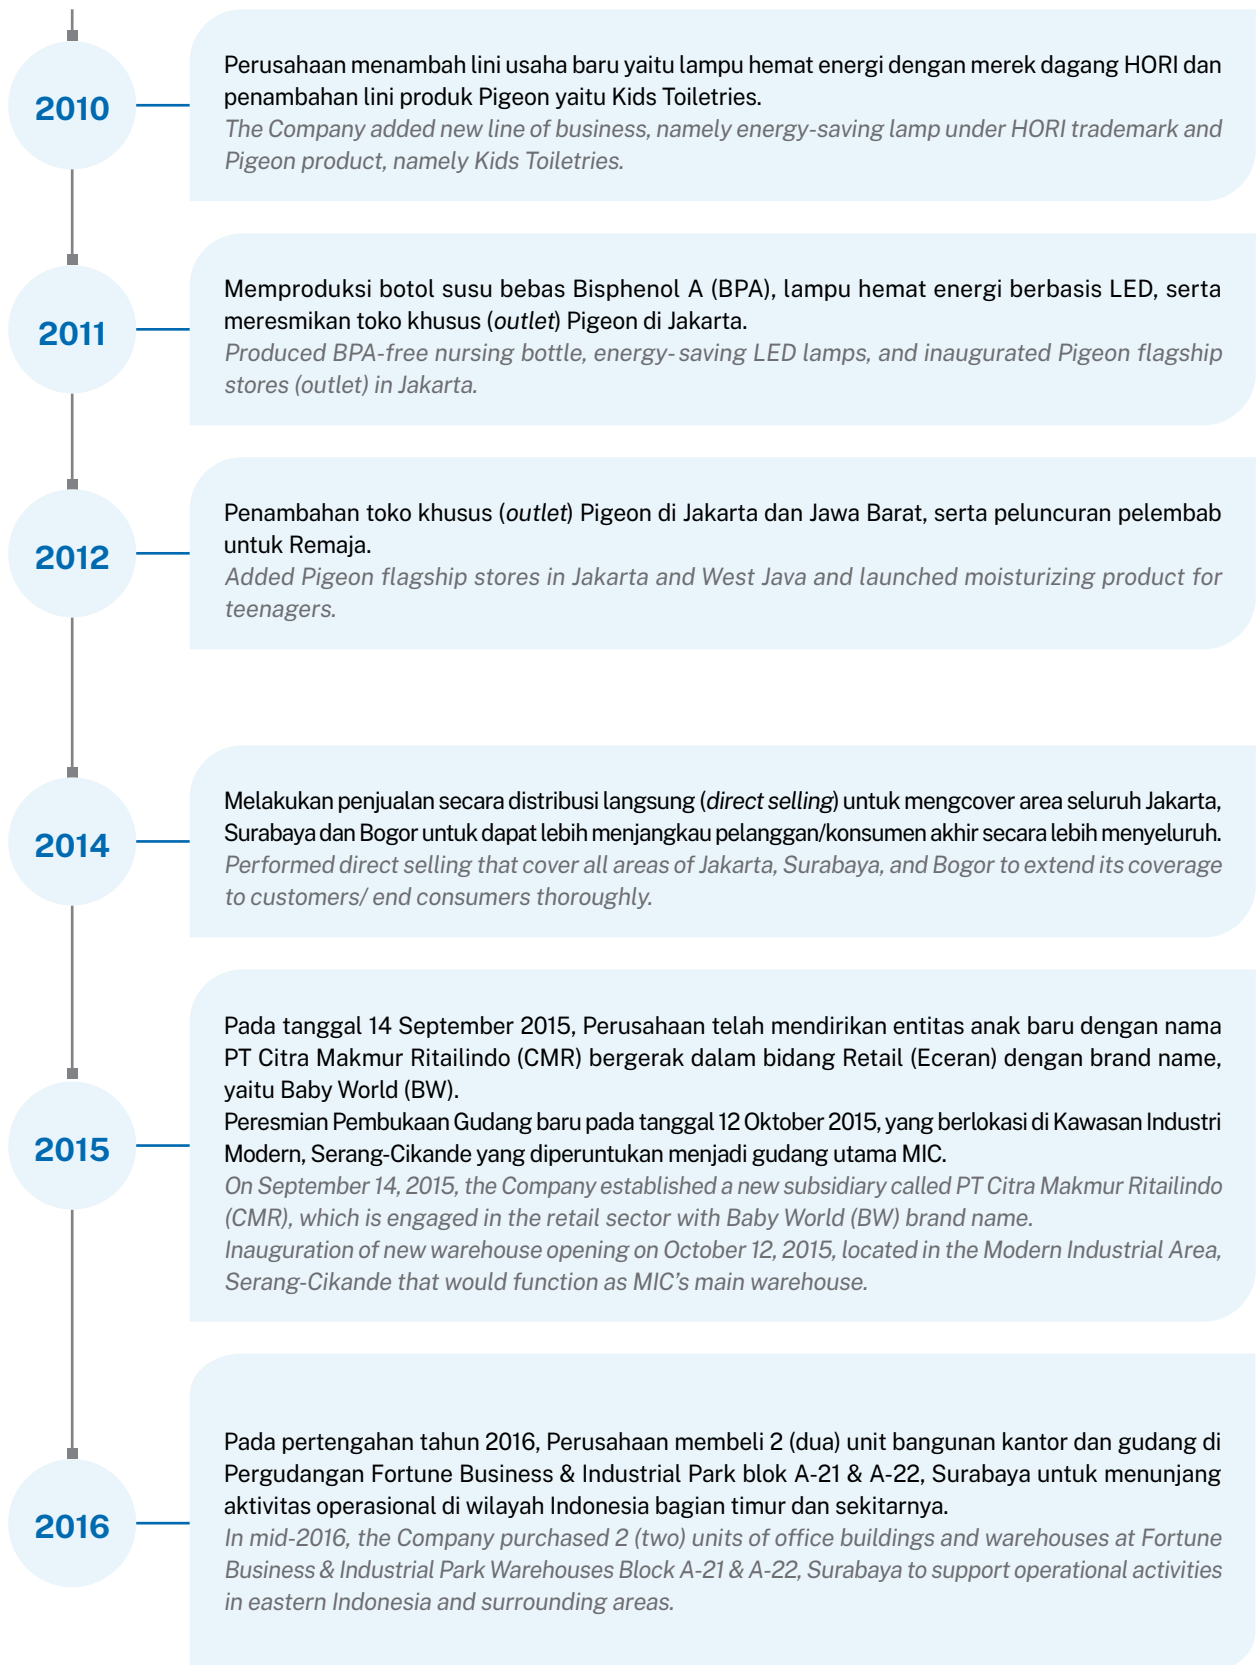 2010
Perusahaan menambah lini usaha baru yaitu lampu hemat energi dengan merek dagang HORI dan
penambahan lini produk Pigeon yaitu Kids Toiletries.
The Company added new line of business, namely energy-saving lamp under HORI trademark and
Pigeon product, namely Kids Toiletries.
2011
Memproduksi botol susu bebas Bisphenol A (BPA), lampu hemat energi berbasis LED, serta
meresmikan toko khusus (outlet) Pigeon di Jakarta.
Produced BPA-free nursing bottle, energy- saving LED lamps, and inaugurated Pigeon flagship
stores (outlet) in Jakarta.
2012
Penambahan toko khusus (outlet) Pigeon di Jakarta dan Jawa Barat, serta peluncuran pelembab
untuk Remaja.
Added Pigeon flagship stores in Jakarta and West Java and launched moisturizing product for
teenagers.
2014
Melakukan penjualan secara distribusi langsung (direct selling) untuk mengcover area seluruh Jakarta,
Surabaya dan Bogor untuk dapat lebih menjangkau pelanggan/konsumen akhir secara lebih menyeluruh.
Performed direct selling that cover all areas of Jakarta, Surabaya, and Bogor to extend its coverage
to customers/ end consumers thoroughly.
2015
Pada tanggal 14 September 2015, Perusahaan telah mendirikan entitas anak baru dengan nama
PT Citra Makmur Ritailindo (CMR) bergerak dalam bidang Retail (Eceran) dengan brand name,
yaitu Baby World (BW).
Peresmian Pembukaan Gudang baru pada tanggal 12 Oktober 2015, yang berlokasi di Kawasan Industri
Modern, Serang-Cikande yang diperuntukan menjadi gudang utama MIC.
On September 14, 2015, the Company established a new subsidiary called PT Citra Makmur Ritailindo
(CMR), which is engaged in the retail sector with Baby World (BW) brand name.
Inauguration of new warehouse opening on October 12, 2015, located in the Modern Industrial Area,
Serang-Cikande that would function as MIC's main warehouse.
2016
Pada pertengahan tahun 2016, Perusahaan membeli 2 (dua) unit bangunan kantor dan gudang di
Pergudangan Fortune Business & Industrial Park blok A-21 & A-22, Surabaya untuk menunjang
aktivitas operasional di wilayah Indonesia bagian timur dan sekitarnya.
In mid-2016, the Company purchased 2 (two) units of office buildings and warehouses at Fortune
Business & Industrial Park Warehouses Block A-21 & A-22, Surabaya to support operational activities
in eastern Indonesia and surrounding areas.